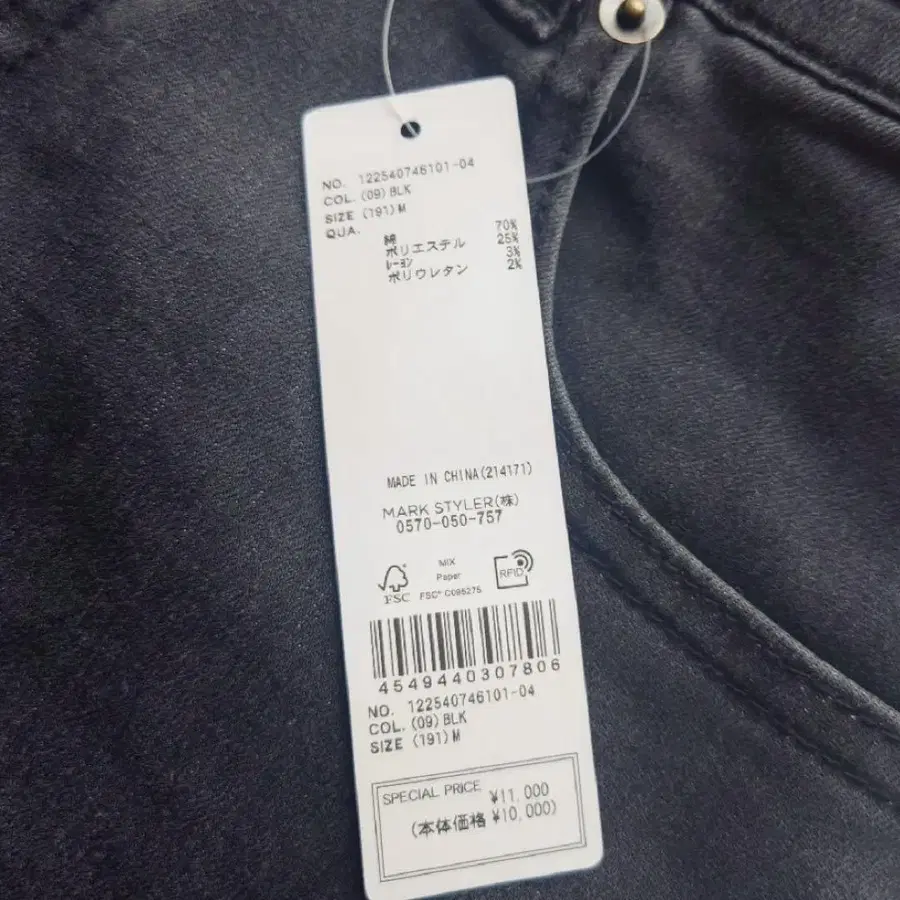 NO. 122540746101-04
COL. (09)BLK
SIZE (191)M
QUA.
綿 70%
ポリエステル 25%
レーヨン 3%
ポリウレタン 2%
MADE IN CHINA(214171)
MARK STYLER(株)
0570-050-757
FSC
MIX
Paper
FSC® C095275
RFID
4549440307806
NO. 122540746101-04
COL. (09)BLK
SIZE (191)M
SPECIAL PRICE ¥11,000
(本体価格 ¥10,000)